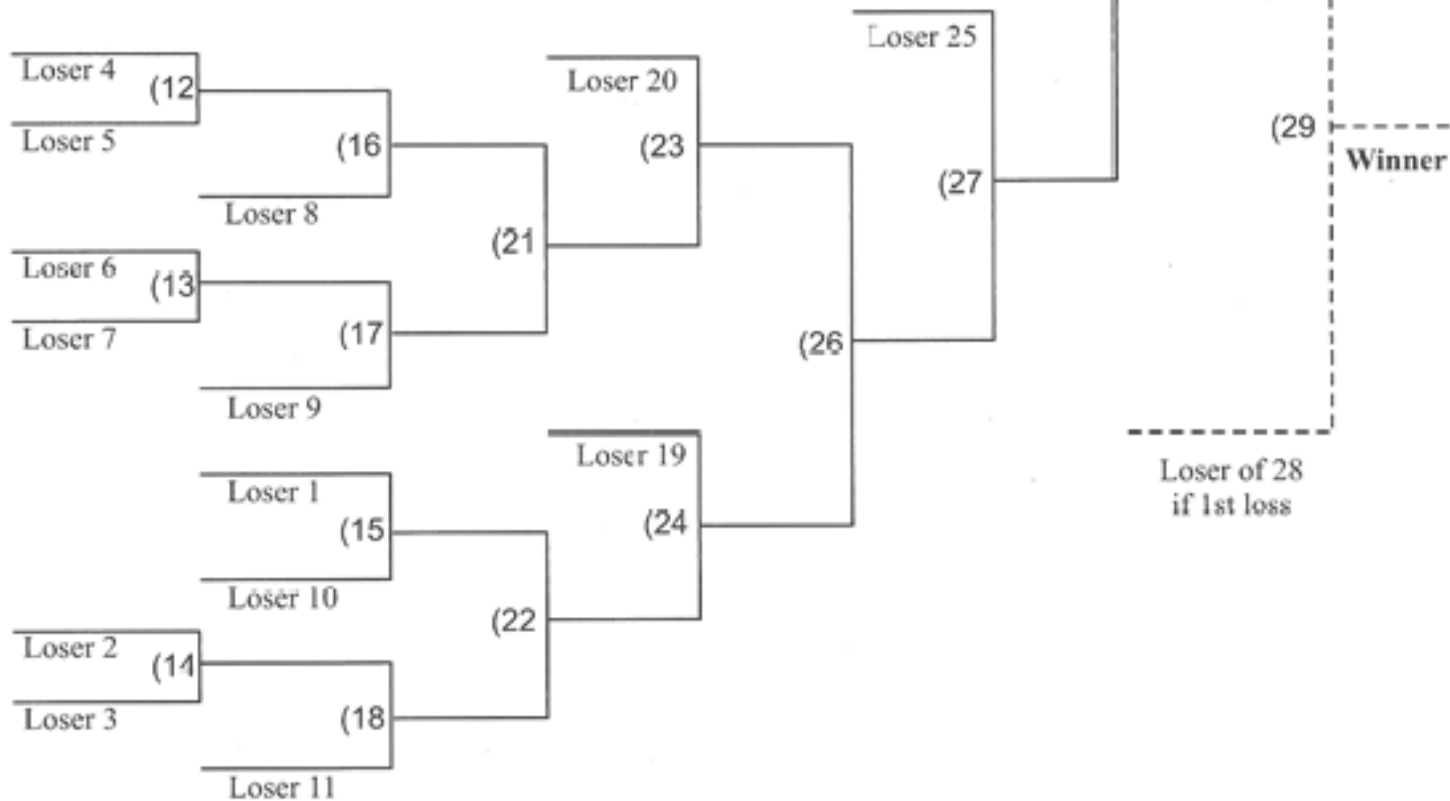 Loser 25
Loser 4
(12
Loser 20
Loser 5
(16
(23
(29
Winner
(27
Loser 8
(21
Loser 6
(13
Loser 7
(17
(26
Loser 9
Loser 19
Loser of 28
if 1st loss
Loser 1
(15
(24
Loser 10
(22
Loser 2
(14
Loser 3
(18
Loser 11